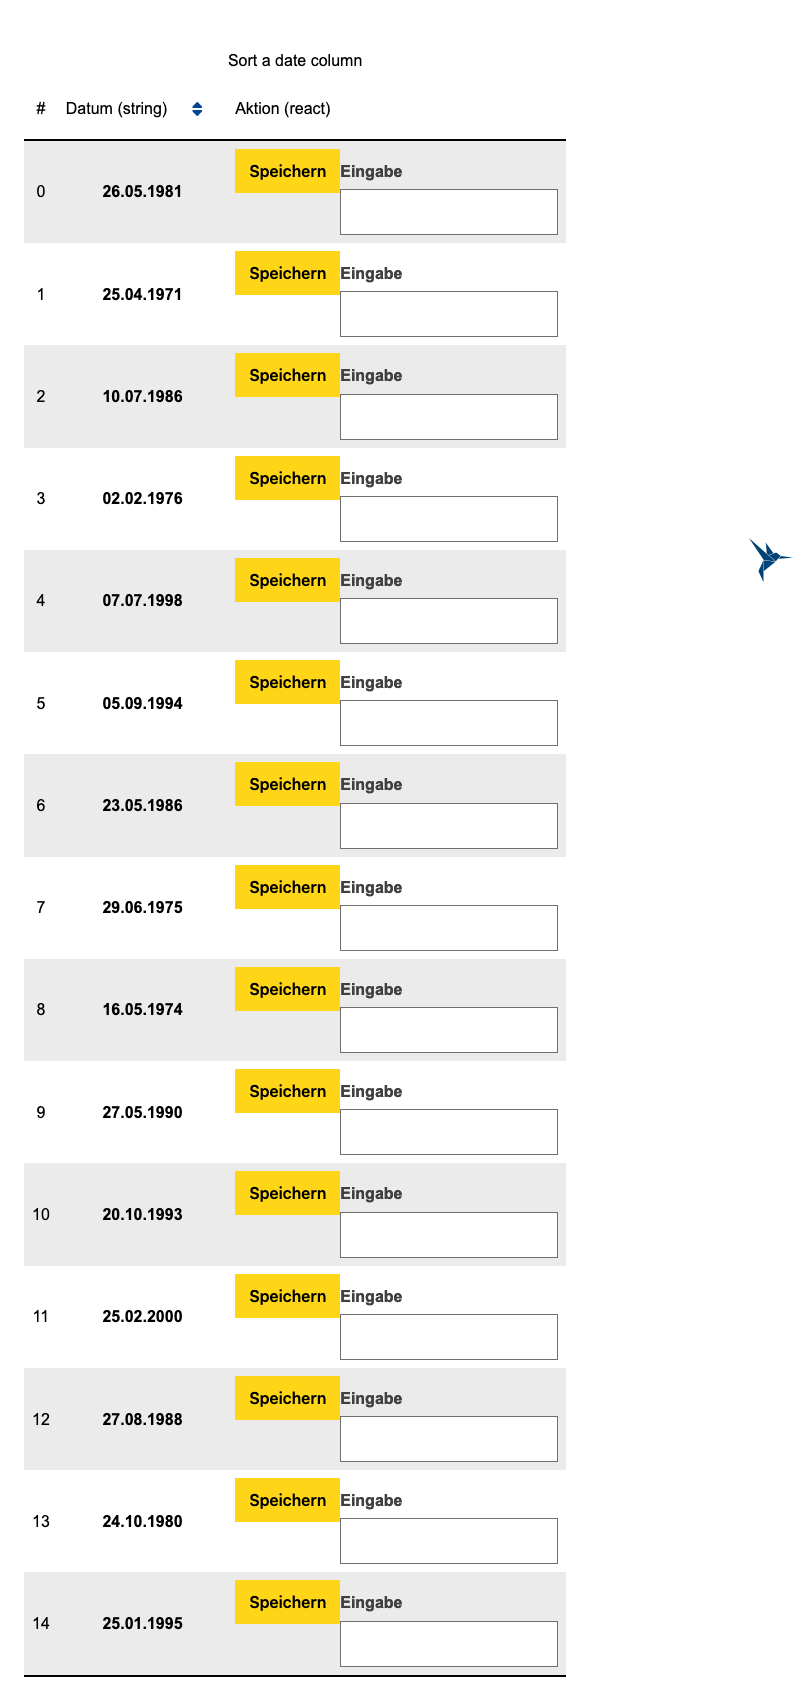 Sort a date column
# Datum (string) Aktion (react)
0 26.05.1981 Speichern Eingabe
1 25.04.1971 Speichern Eingabe
2 10.07.1986 Speichern Eingabe
3 02.02.1976 Speichern Eingabe
4 07.07.1998 Speichern Eingabe
5 05.09.1994 Speichern Eingabe
6 23.05.1986 Speichern Eingabe
7 29.06.1975 Speichern Eingabe
8 16.05.1974 Speichern Eingabe
9 27.05.1990 Speichern Eingabe
10 20.10.1993 Speichern Eingabe
11 25.02.2000 Speichern Eingabe
12 27.08.1988 Speichern Eingabe
13 24.10.1980 Speichern Eingabe
14 25.01.1995 Speichern Eingabe